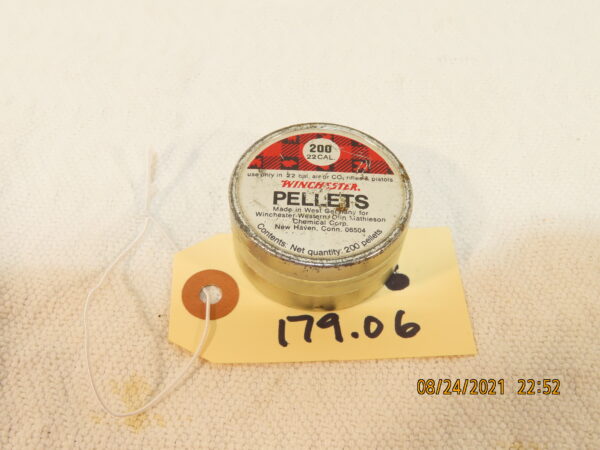 200
22 CAL.
use only in .22 cal. air or CO₂ rifles & pistols
WINCHESTER
PELLETS
Made in West Germany for
Winchester-Western Olin Mathieson
Chemical Corp.
New Haven, Conn. 06504
Contents: Net quantity 200 pellets
179.06
08/24/2021 22:52